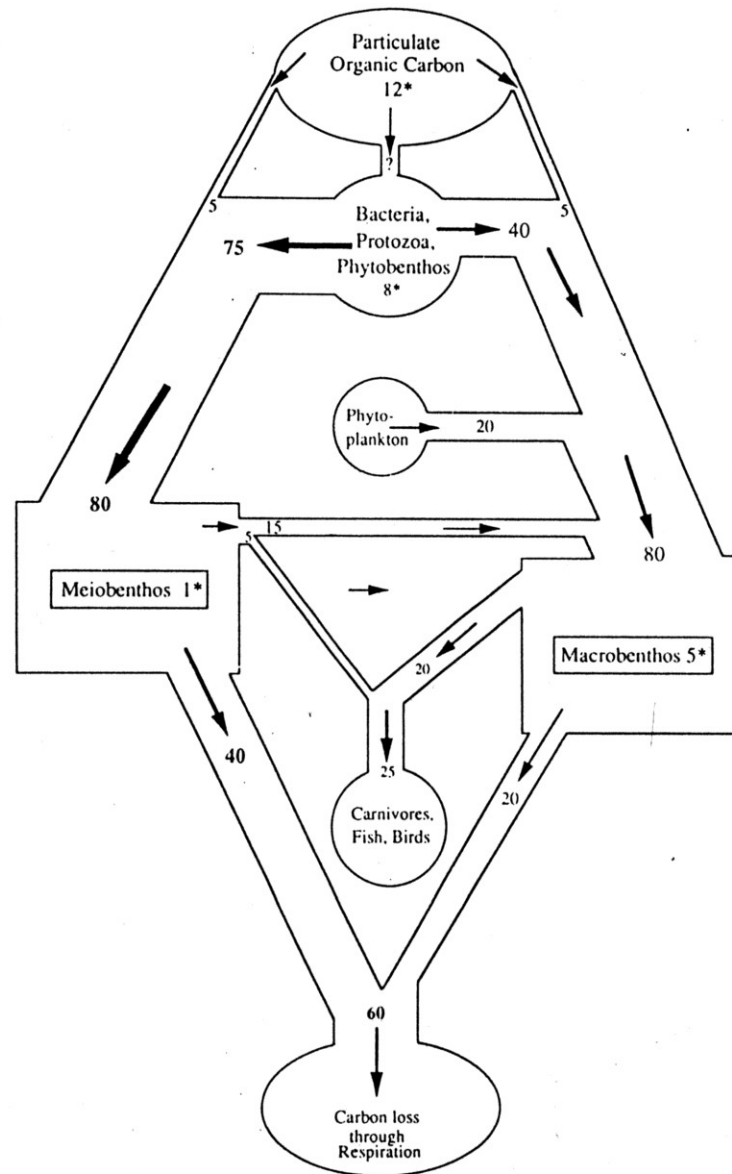 Particulate
Organic Carbon
12*
?
5
5
Bacteria,
Protozoa,
Phytobenthos
8*
75
40
Phyto-
plankton
20
80
15
5
80
Meiobenthos 1*
Macrobenthos 5*
20
40
25
20
Carnivores,
Fish, Birds
60
Carbon loss
through
Respiration